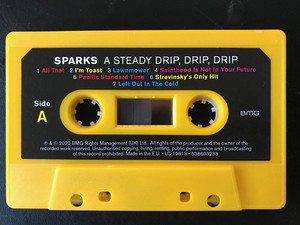 SPARKS A STEADY DRIP, DRIP, DRIP
1 All That 2 I'm Toast 3 Lawnmower 4 Sainthood Is Not In Your Future
5 Pacific Standard Time 6 Stravinsky's Only Hit
7 Left Out In The Cold
Side
A
BMG
℗ & © 2020 BMG Rights Management (UK) Ltd. All rights of the producer and the owner of the
recorded work reserved. Unauthorised copying, hiring, renting, public performance and broadcasting
of this record prohibited. Made in the E.U. • LC 19813 • 538603236